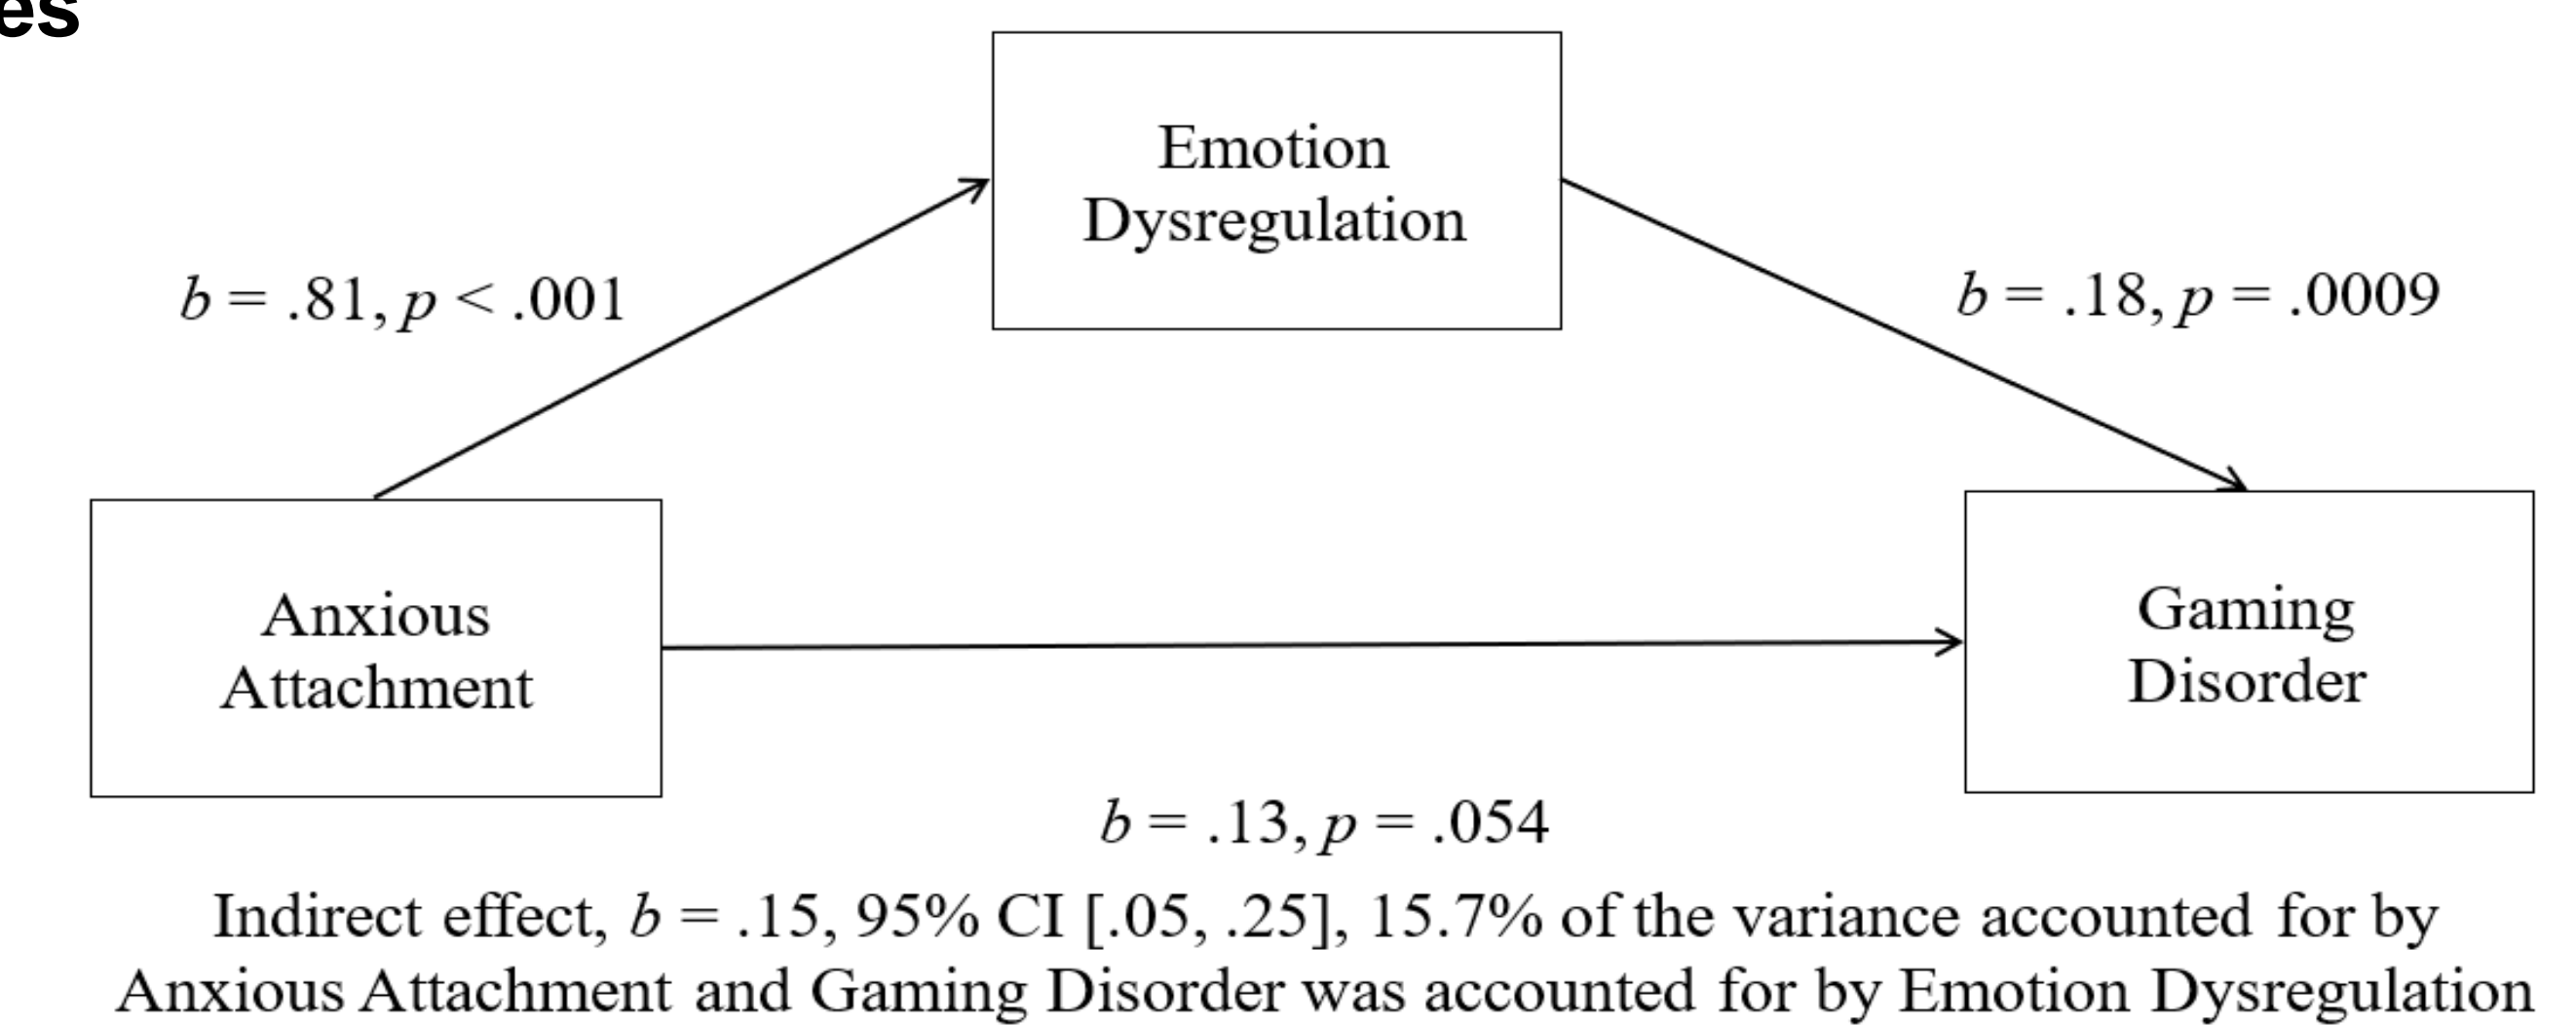 es
Emotion
Dysregulation
b = .81, p < .001
b = .18, p = .0009
Anxious
Attachment
Gaming
Disorder
b = .13, p = .054
Indirect effect, b = .15, 95% CI [.05, .25], 15.7% of the variance accounted for by
Anxious Attachment and Gaming Disorder was accounted for by Emotion Dysregulation